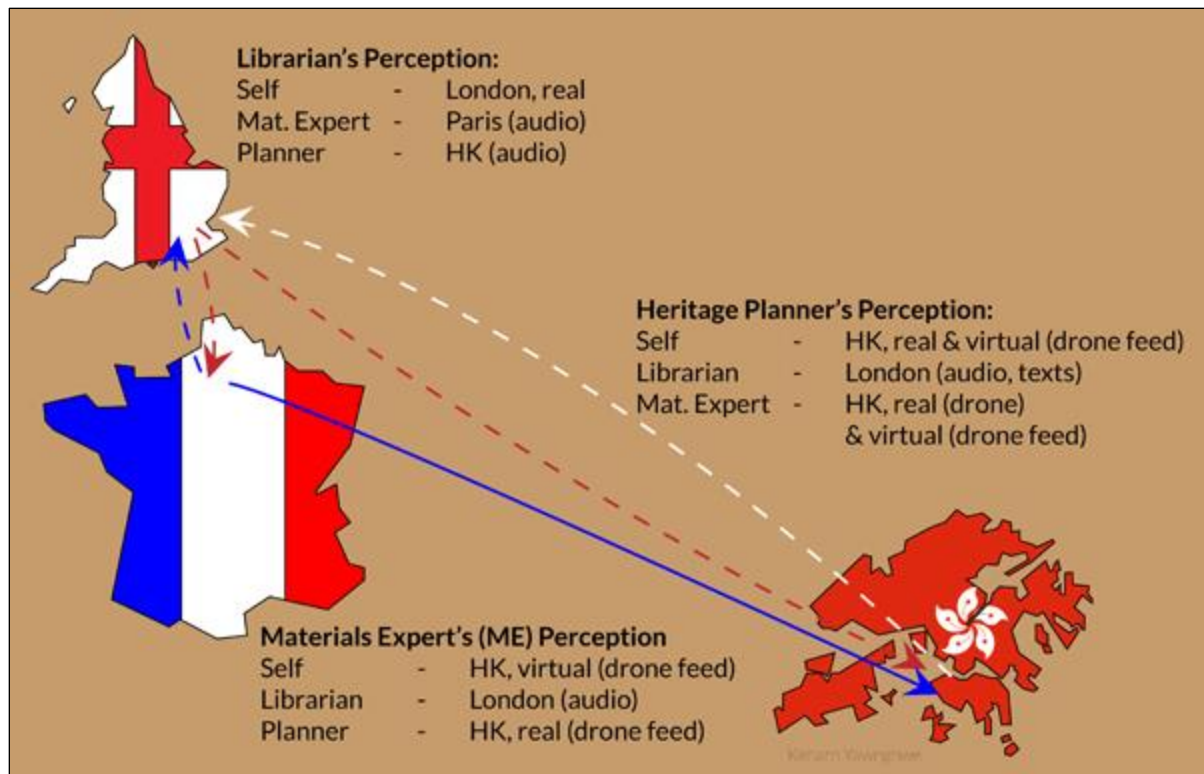 Librarian's Perception:
Self - London, real
Mat. Expert - Paris (audio)
Planner - HK (audio)
Heritage Planner's Perception:
Self - HK, real & virtual (drone feed)
Librarian - London (audio, texts)
Mat. Expert - HK, real (drone)
& virtual (drone feed)
Materials Expert's (ME) Perception
Self - HK, virtual (drone feed)
Librarian - London (audio)
Planner - HK, real (drone feed)